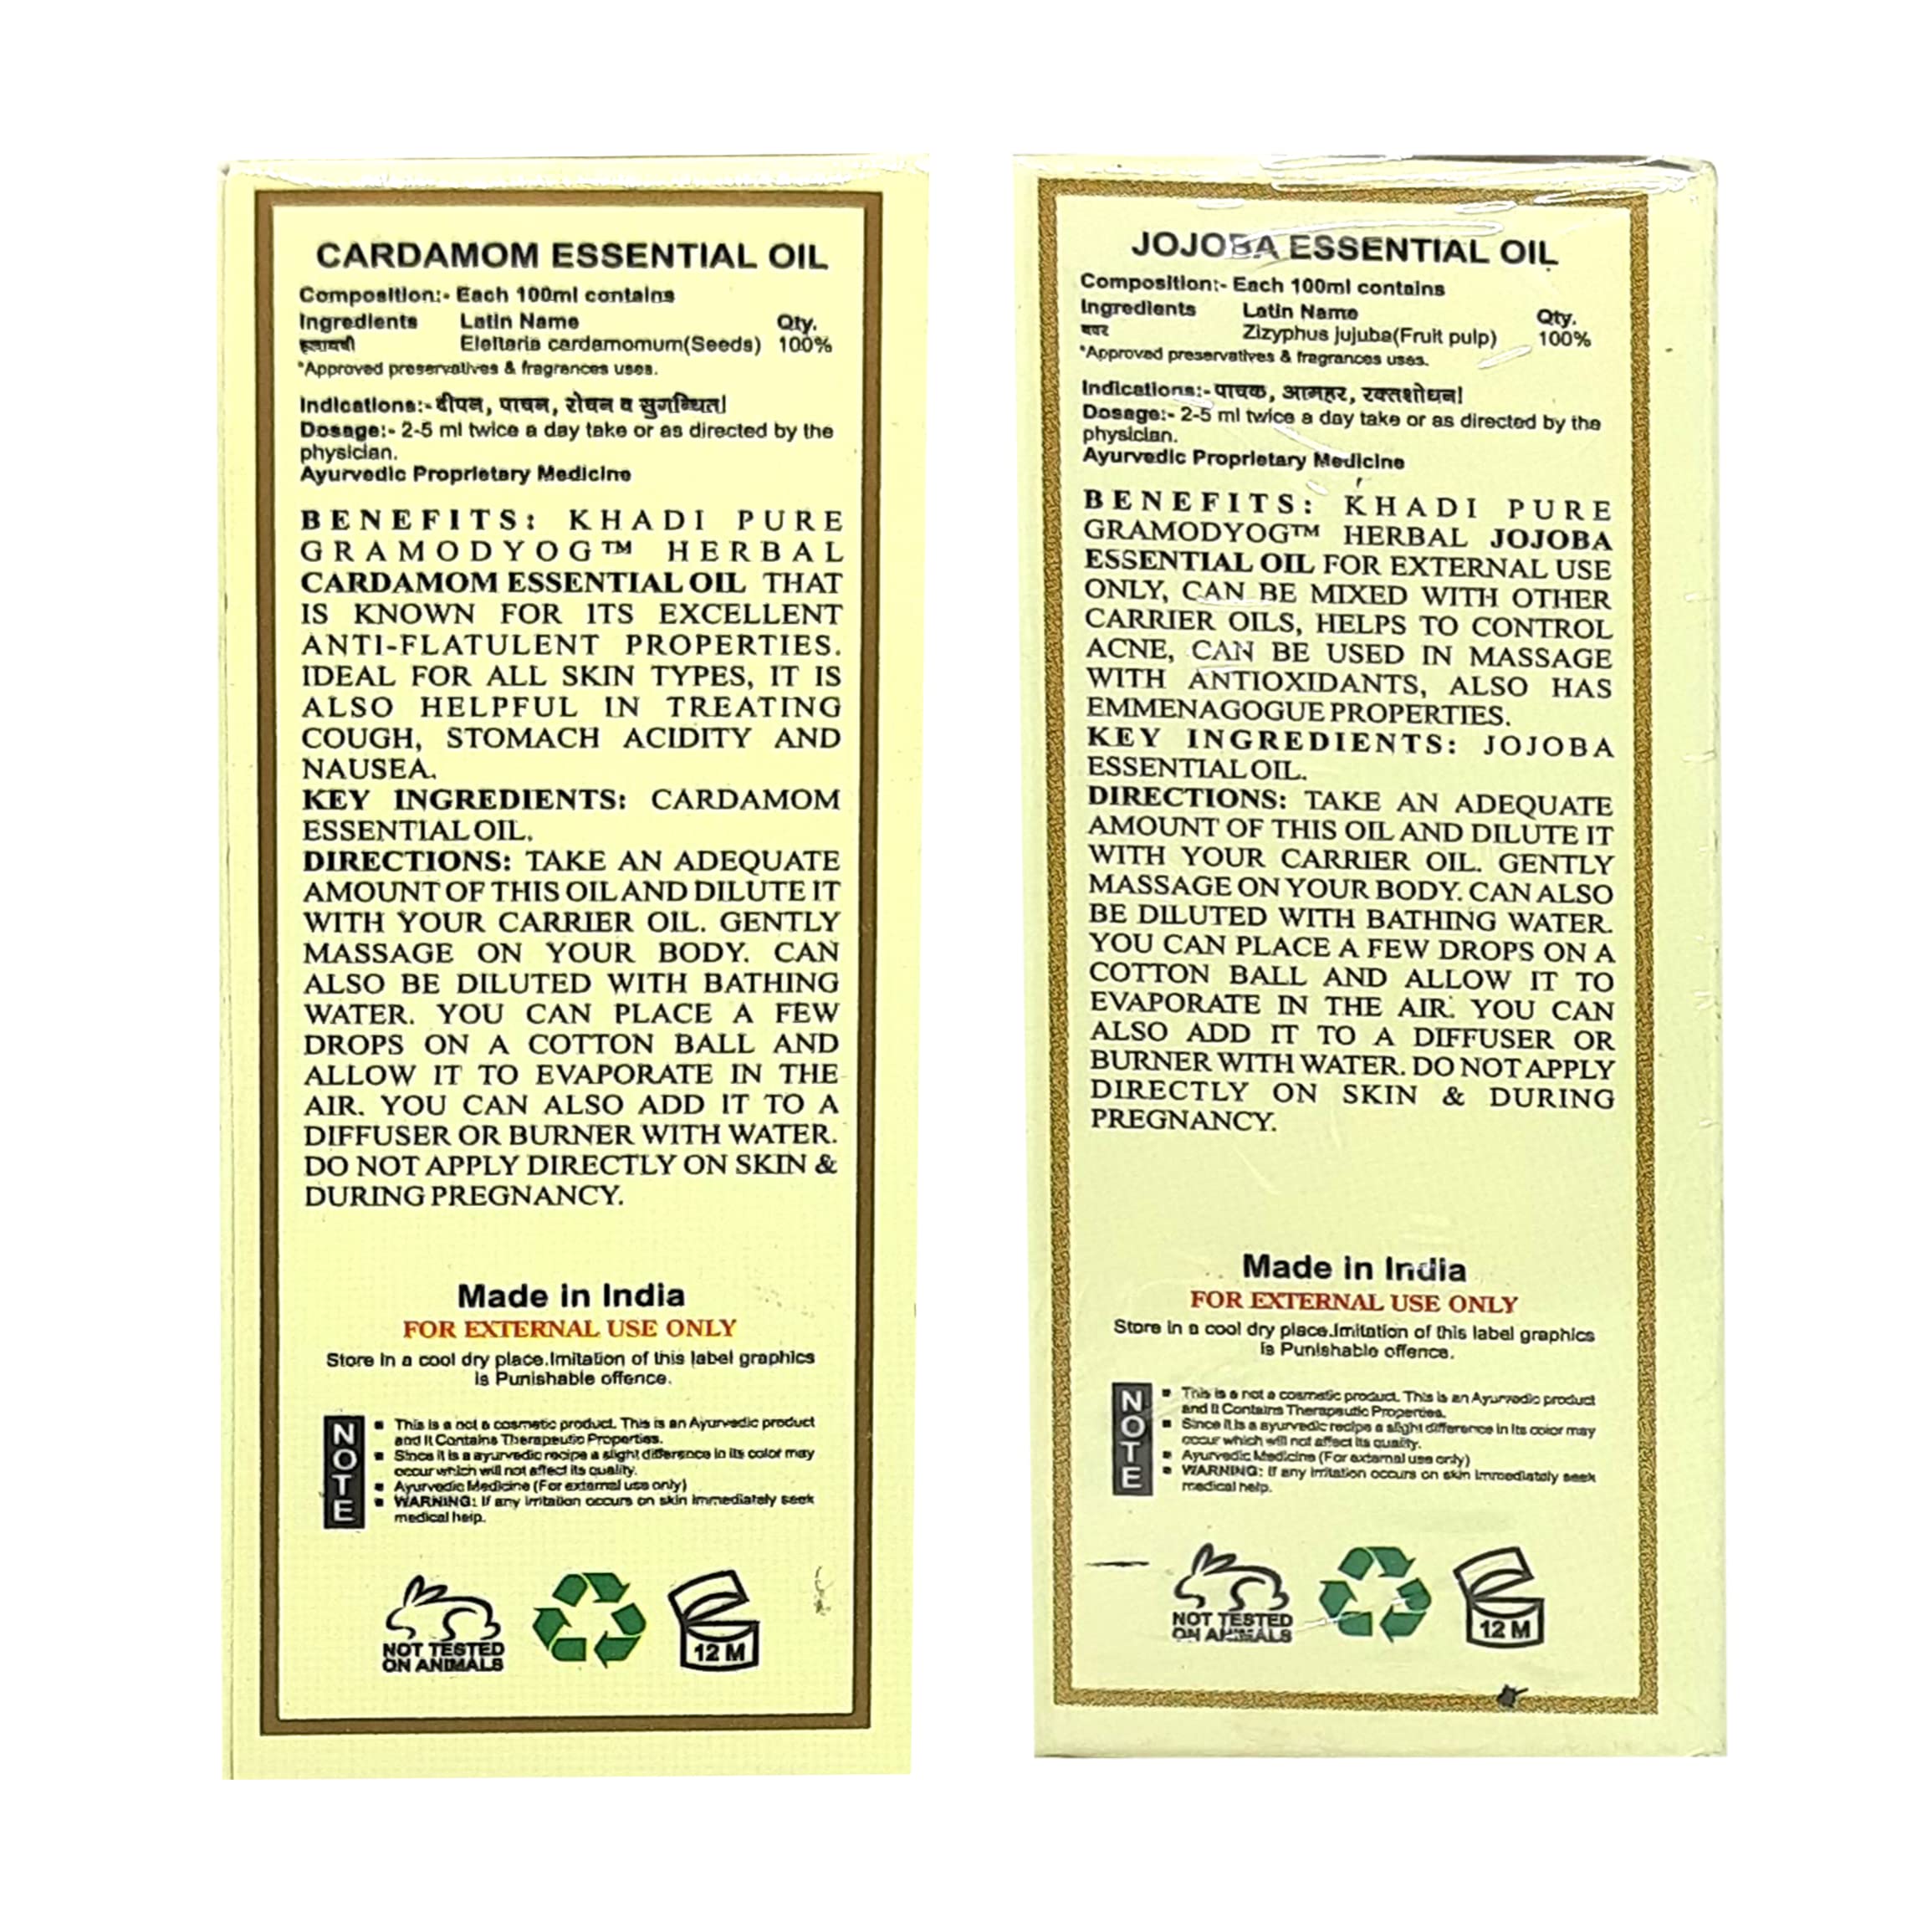 CARDAMOM ESSENTIAL OIL
Composition:- Each 100ml contains
Ingredients Latin Name Qty.
इलायची Elettaria cardamomum(Seeds) 100%
*Approved preservatives & fragrances uses.
Indications:- दीपन, पाचन, रोचन व सुगन्धित।
Dosage:- 2-5 ml twice a day take or as directed by the
physician.
Ayurvedic Proprietary Medicine
BENEFITS: KHADI PURE
GRAMODYOG™ HERBAL
CARDAMOM ESSENTIAL OIL THAT
IS KNOWN FOR ITS EXCELLENT
ANTI-FLATULENT PROPERTIES.
IDEAL FOR ALL SKIN TYPES, IT IS
ALSO HELPFUL IN TREATING
COUGH, STOMACH ACIDITY AND
NAUSEA.
KEY INGREDIENTS: CARDAMOM
ESSENTIAL OIL.
DIRECTIONS: TAKE AN ADEQUATE
AMOUNT OF THIS OIL AND DILUTE IT
WITH YOUR CARRIER OIL. GENTLY
MASSAGE ON YOUR BODY. CAN
ALSO BE DILUTED WITH BATHING
WATER. YOU CAN PLACE A FEW
DROPS ON A COTTON BALL AND
ALLOW IT TO EVAPORATE IN THE
AIR. YOU CAN ALSO ADD IT TO A
DIFFUSER OR BURNER WITH WATER.
DO NOT APPLY DIRECTLY ON SKIN &
DURING PREGNANCY.
Made in India
FOR EXTERNAL USE ONLY
Store in a cool dry place.Imitation of this label graphics
is Punishable offence.
NOTE
This is a not a cosmetic product. This is an Ayurvedic product
and It Contains Therapeutic Properties.
Since it is a ayurvedic recipe a slight difference in its color may
occur which will not affect its quality.
Ayurvedic Medicine (For external use only)
WARNING: If any irritation occurs on skin immediately seek
medical help.
NOT TESTED
ON ANIMALS
12 M
JOJOBA ESSENTIAL OIL
Composition:- Each 100ml contains
Ingredients Latin Name Qty.
Zizyphus jujuba(Fruit pulp) 100%
*Approved preservatives & fragrances uses.
Indications:- पाचक, आमहर, रक्तशोधन।
Dosage:- 2-5 ml twice a day take or as directed by the
physician.
Ayurvedic Proprietary Medicine
BENEFITS: KHADI PURE
GRAMODYOG™ HERBAL JOJOBA
ESSENTIAL OIL FOR EXTERNAL USE
ONLY, CAN BE MIXED WITH OTHER
CARRIER OILS, HELPS TO CONTROL
ACNE, CAN BE USED IN MASSAGE
WITH ANTIOXIDANTS, ALSO HAS
EMMENAGOGUE PROPERTIES.
KEY INGREDIENTS: JOJOBA
ESSENTIAL OIL.
DIRECTIONS: TAKE AN ADEQUATE
AMOUNT OF THIS OIL AND DILUTE IT
WITH YOUR CARRIER OIL. GENTLY
MASSAGE ON YOUR BODY. CAN ALSO
BE DILUTED WITH BATHING WATER.
YOU CAN PLACE A FEW DROPS ON A
COTTON BALL AND ALLOW IT TO
EVAPORATE IN THE AIR. YOU CAN
ALSO ADD IT TO A DIFFUSER OR
BURNER WITH WATER. DO NOT APPLY
DIRECTLY ON SKIN & DURING
PREGNANCY.
Made in India
FOR EXTERNAL USE ONLY
Store in a cool dry place.Imitation of this label graphics
is Punishable offence.
NOTE
This is a not a cosmetic product. This is an Ayurvedic product
and It Contains Therapeutic Properties.
Since it is a ayurvedic recipe a slight difference in its color may
occur which will not affect its quality.
Ayurvedic Medicine (For external use only)
WARNING: If any irritation occurs on skin immediately seek
medical help.
NOT TESTED
ON ANIMALS
12 M